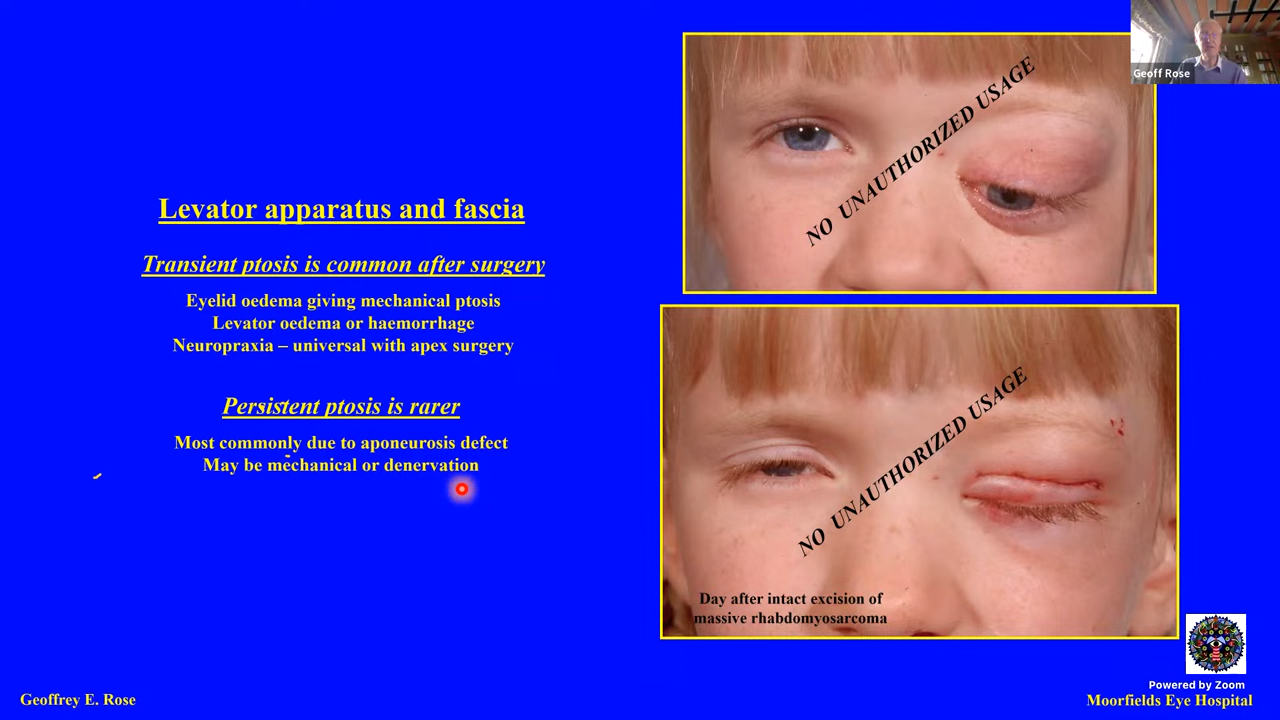 Geoff Rose
Levator apparatus and fascia
Transient ptosis is common after surgery
Eyelid oedema giving mechanical ptosis
Levator oedema or haemorrhage
Neuropraxia – universal with apex surgery
Persistent ptosis is rarer
Most commonly due to aponeurosis defect
May be mechanical or denervation
NO UNAUTHORIZED USAGE
NO UNAUTHORIZED USAGE
Day after intact excision of
massive rhabdomyosarcoma
Powered by Zoom
Geoffrey E. Rose
Moorfields Eye Hospital